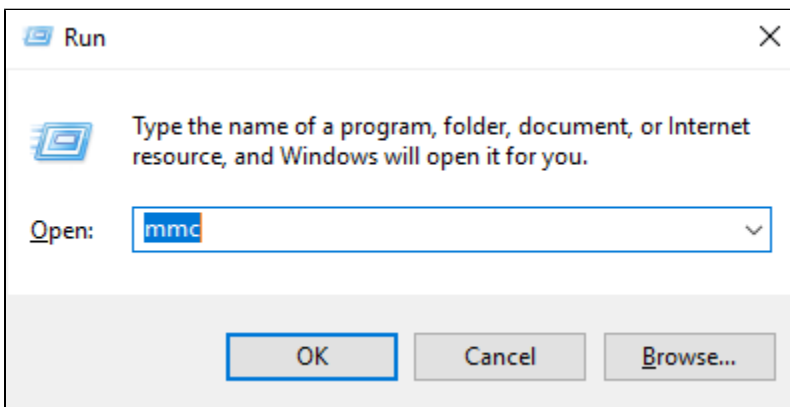 Run
Type the name of a program, folder, document, or Internet
resource, and Windows will open it for you.
Open: mmc
OK Cancel Browse...